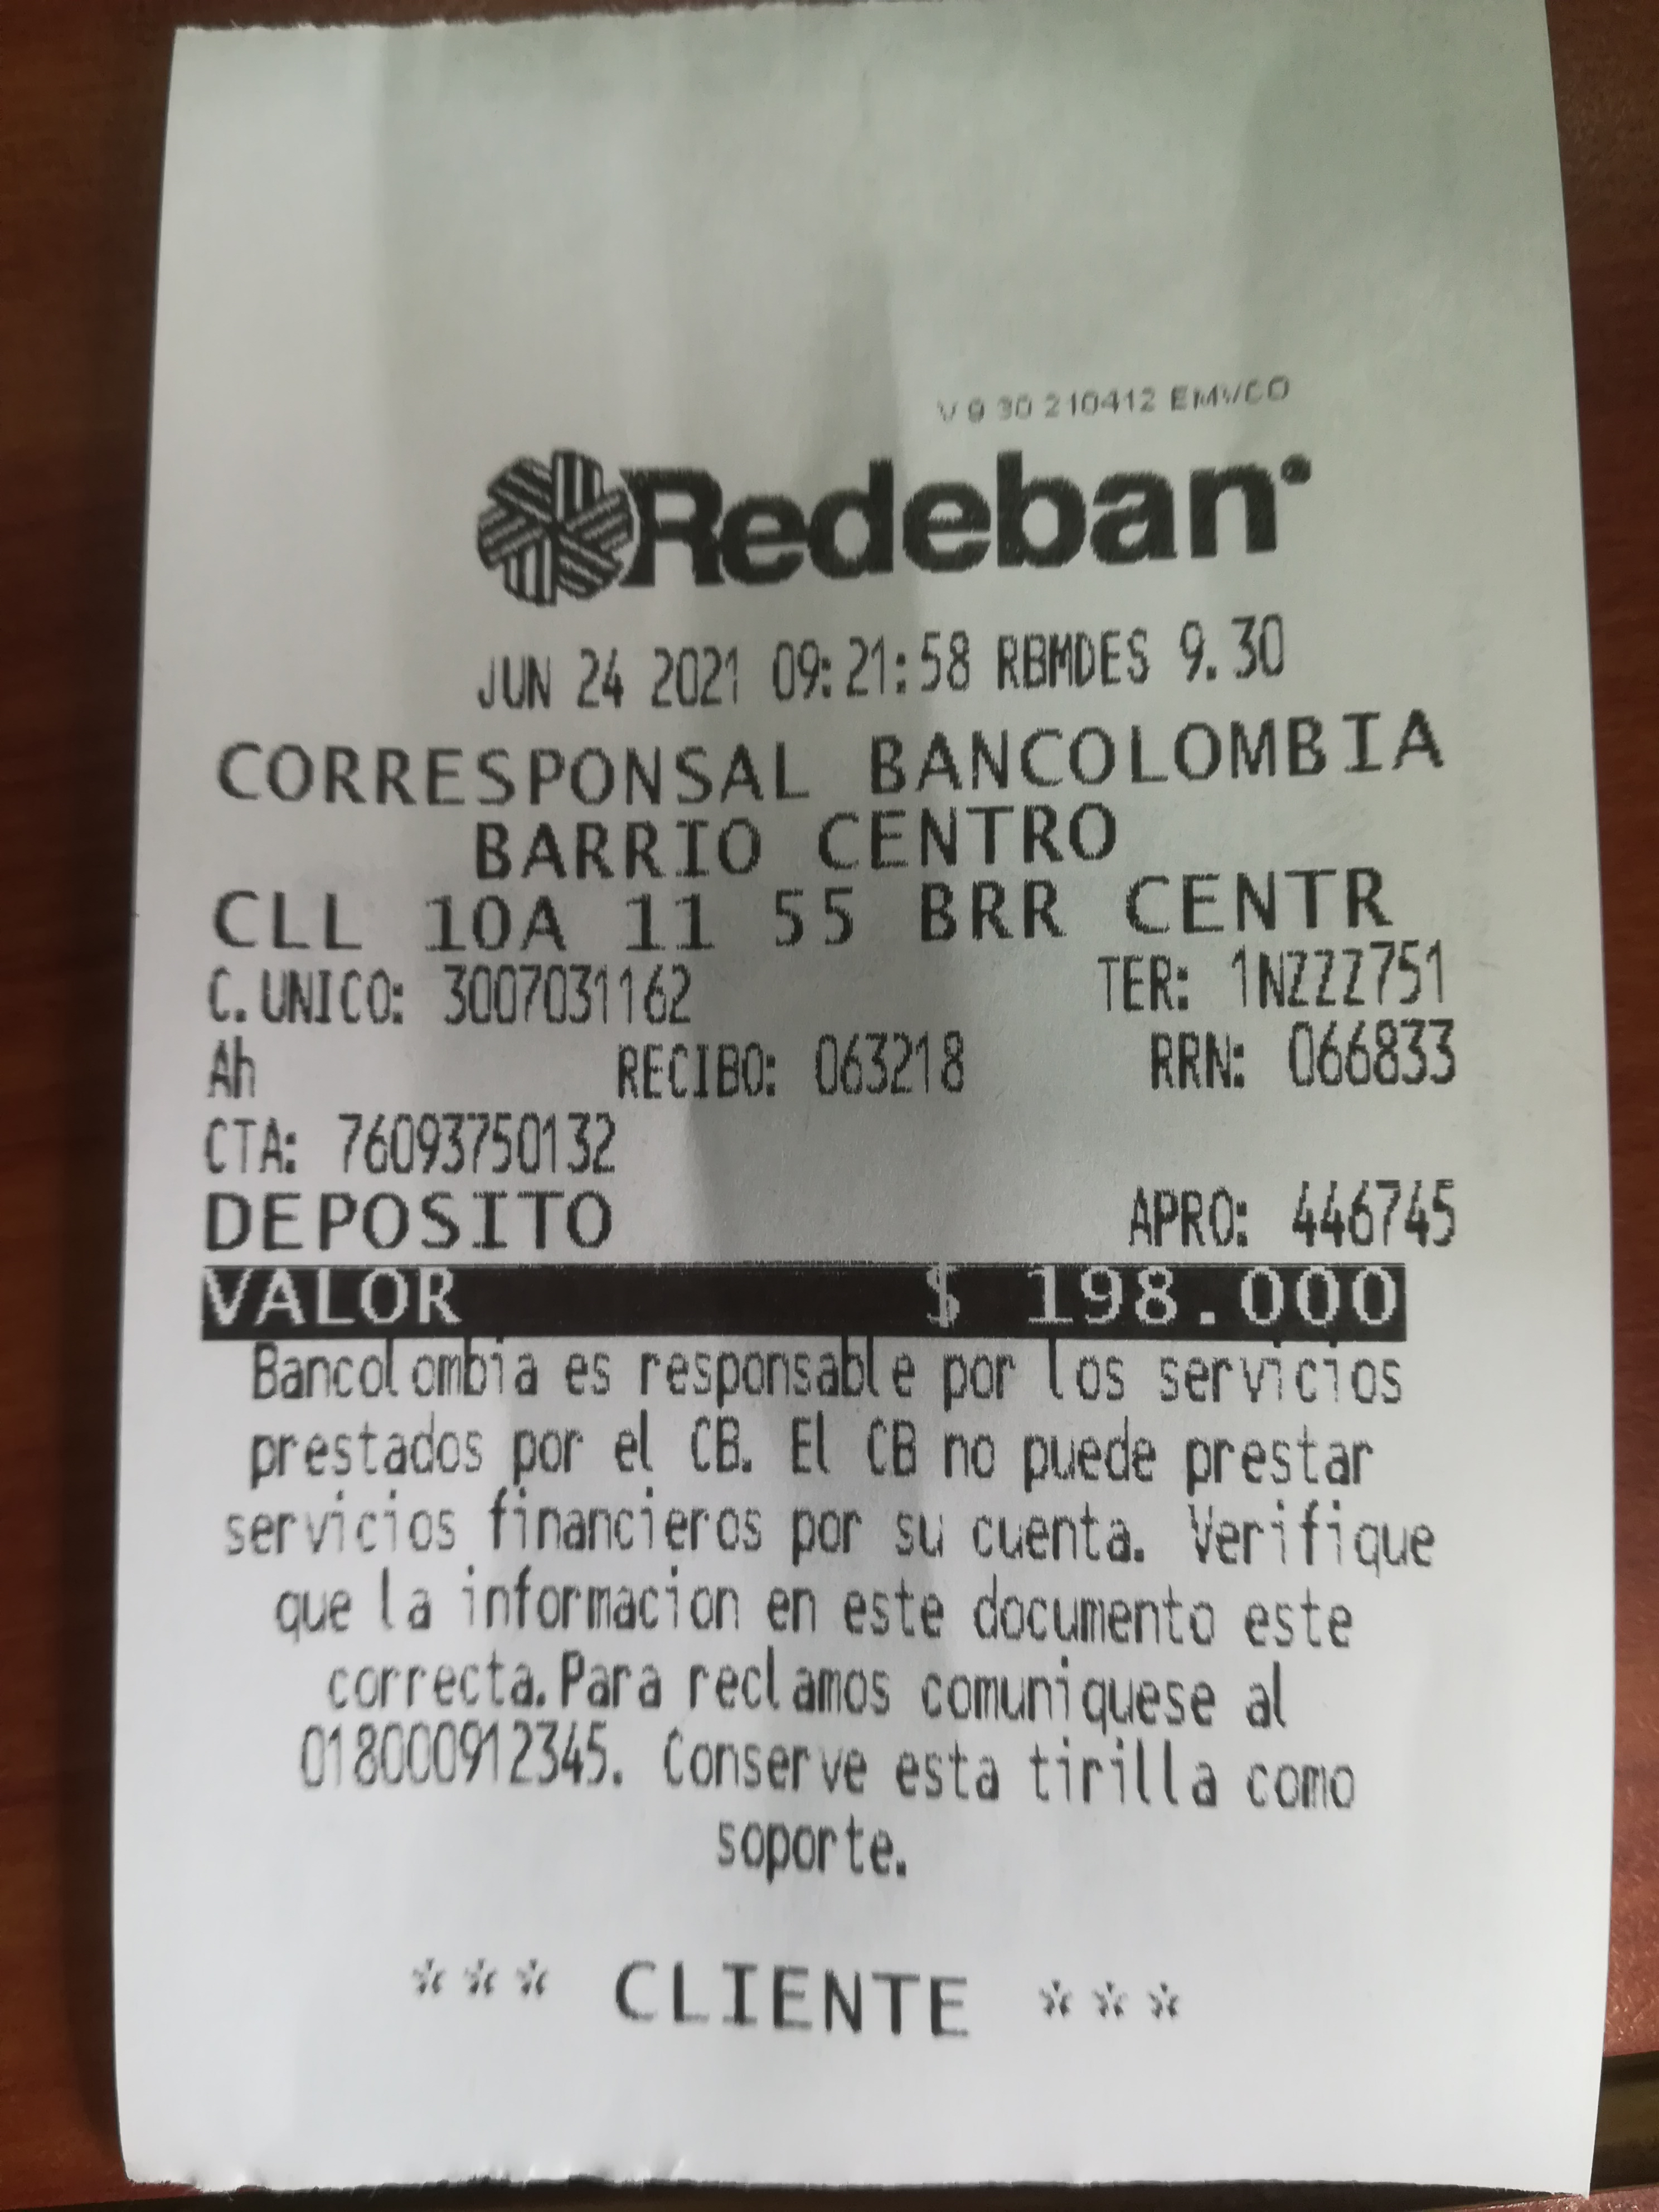 V 9 30 210412 EMVCO
Redeban
JUN 24 2021 09:21:58 RBMDES 9.30
CORRESPONSAL BANCOLOMBIA
BARRIO CENTRO
CLL 10A 11 55 BRR CENTR
C.UNICO: 3007031162 TER: 1NZZZ751
Ah RECIBO: 063218 RRN: 066833
CTA: 76093750132
DEPOSITO APRO: 446745
VALOR $ 198.000
Bancolombia es responsable por los servicios
prestados por el CB. El CB no puede prestar
servicios financieros por su cuenta. Verifique
que la informacion en este documento este
correcta.Para reclamos comuniquese al
018000912345. Conserve esta tirilla como
soporte.
*** CLIENTE ***